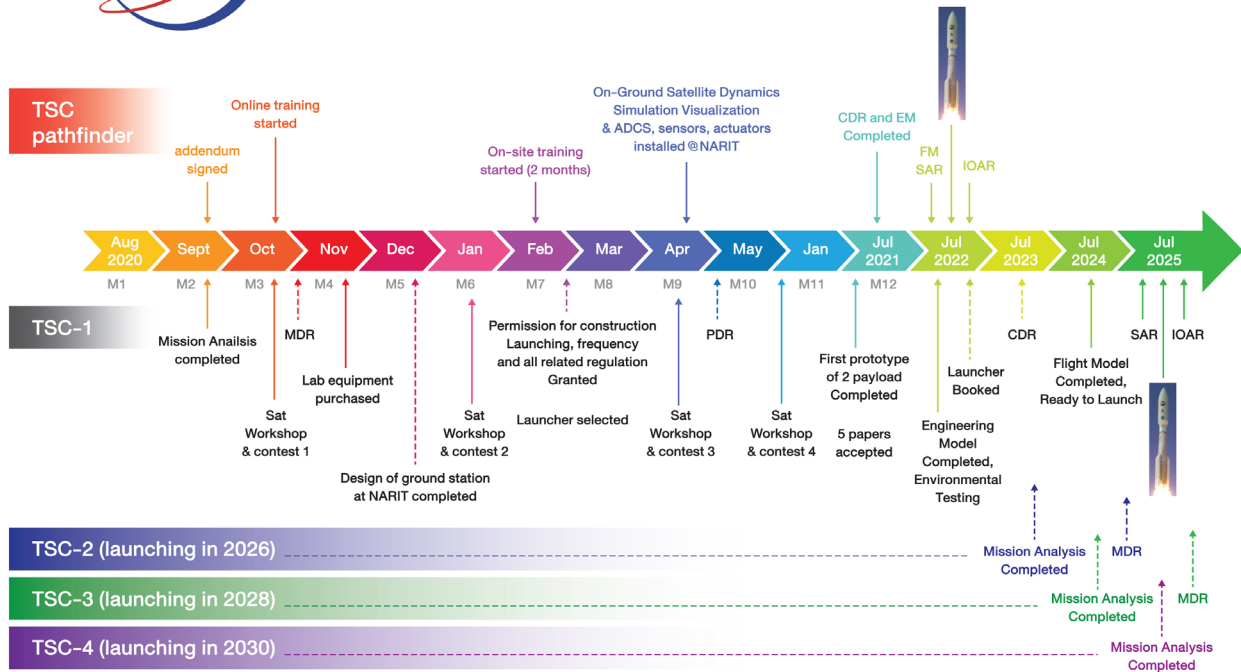 TSC
pathfinder
Online training
started
addendum
signed
On-site training
started (2 months)
On-Ground Satellite Dynamics
Simulation Visualization
& ADCS, sensors, actuators
installed @NARIT
CDR and EM
Completed
FM
SAR
IOAR
Aug
2020
Sept
Oct
Nov
Dec
Jan
Feb
Mar
Apr
May
Jan
Jul
2021
Jul
2022
Jul
2023
Jul
2024
Jul
2025
M1
M2
M3
M4
M5
M6
M7
M8
M9
M10
M11
M12
TSC-1
Mission Anailsis
completed
MDR
Lab equipment
purchased
Sat
Workshop
& contest 1
Design of ground station
at NARIT completed
Sat
Workshop
& contest 2
Permission for construction
Launching, frequency
and all related regulation
Granted
Launcher selected
PDR
Sat
Workshop
& contest 3
Sat
Workshop
& contest 4
First prototype
of 2 payload
Completed
5 papers
accepted
Engineering
Model
Completed,
Environmental
Testing
Launcher
Booked
CDR
Flight Model
Completed,
Ready to Launch
SAR
IOAR
TSC-2 (launching in 2026)
Mission Analysis
Completed
MDR
TSC-3 (launching in 2028)
Mission Analysis
Completed
MDR
TSC-4 (launching in 2030)
Mission Analysis
Completed